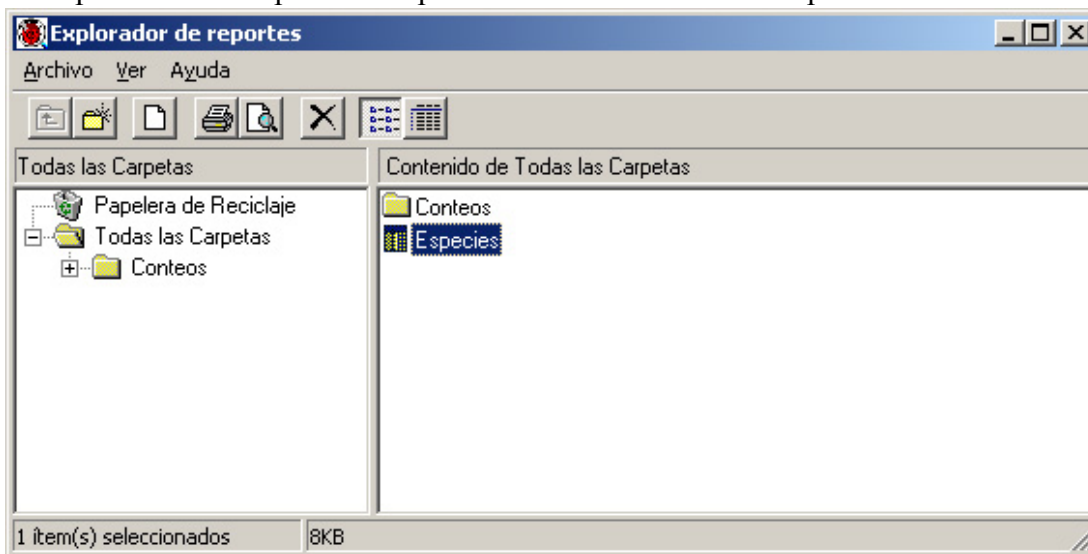 Explorador de reportes
Archivo Ver Ayuda
Todas las Carpetas
Contenido de Todas las Carpetas
Papelera de Reciclaje
Todas las Carpetas
Conteos
Conteos
Especies
1 ítem(s) seleccionados
8KB